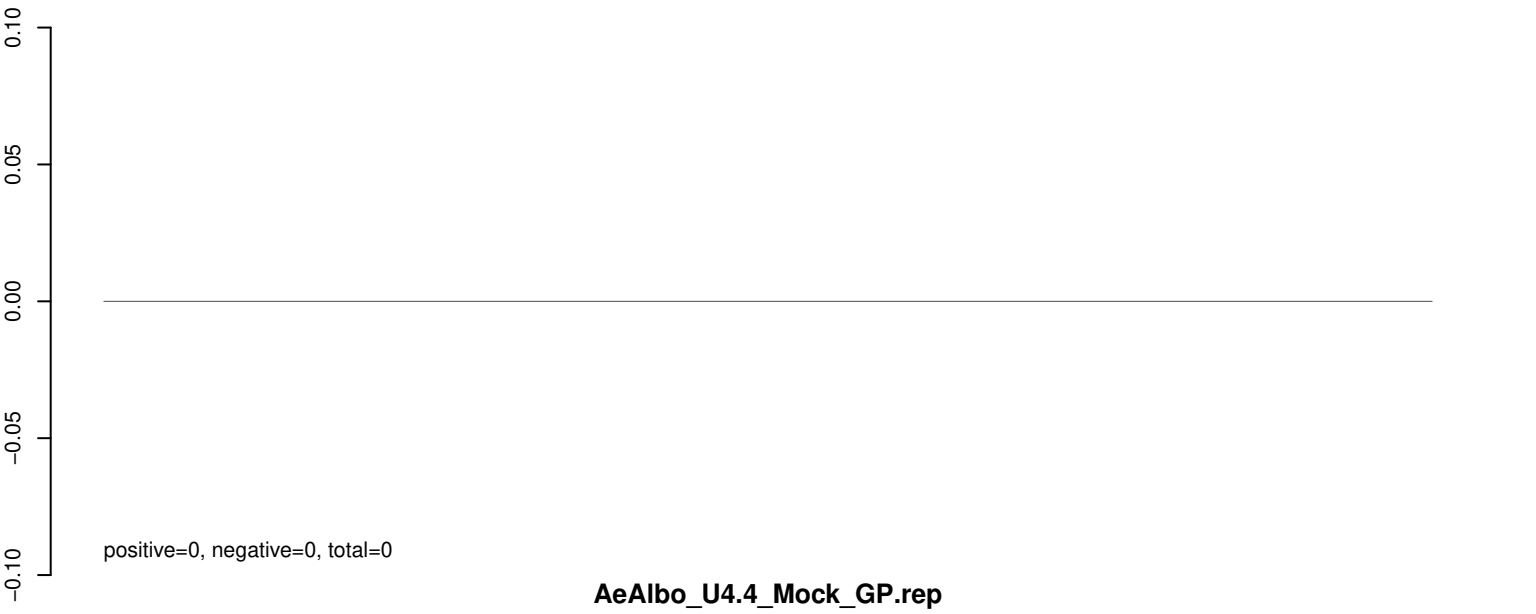 0.10
0.05
0.00
−0.05
−0.10
positive=0, negative=0, total=0
AeAlbo_U4.4_Mock_GP.rep